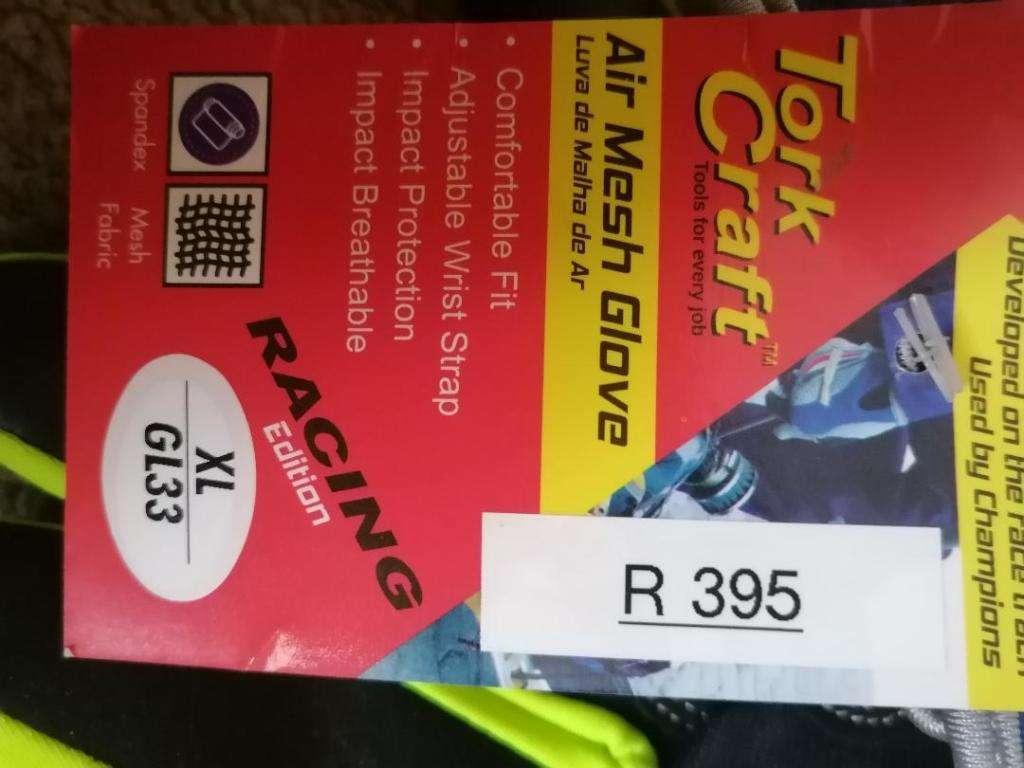 Developed on the race track
Used by Champions
Tork
Craft™
Tools for every job
Air Mesh Glove
Luva de Malha de Ar
• Comfortable Fit
• Adjustable Wrist Strap
• Impact Protection
• Impact Breathable
RACING
Edition
Spandex
Mesh
Fabric
XL
GL33
R 395